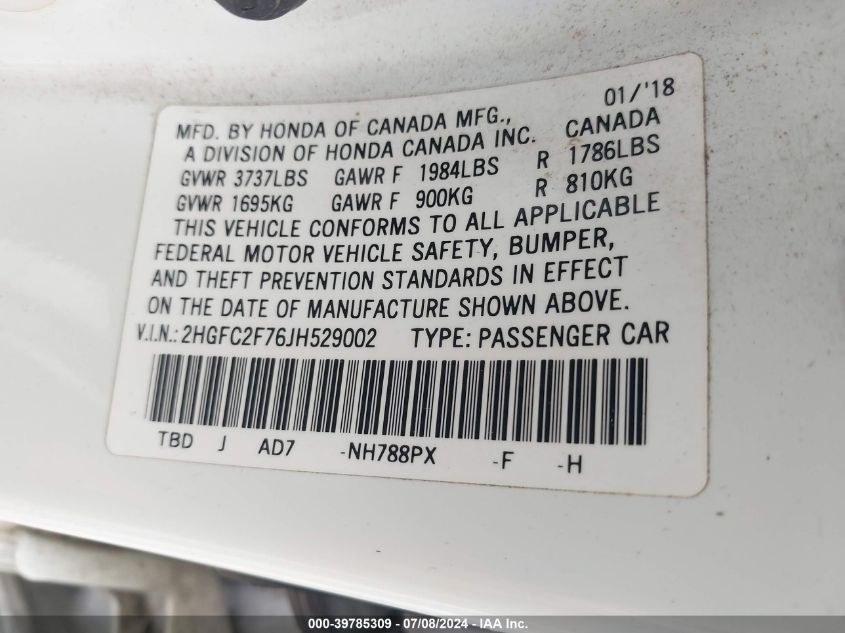 01/'18
MFD. BY HONDA OF CANADA MFG., CANADA
A DIVISION OF HONDA CANADA INC.
GVWR 3737LBS GAWR F 1984LBS R 1786LBS
GVWR 1695KG GAWR F 900KG R 810KG
THIS VEHICLE CONFORMS TO ALL APPLICABLE
FEDERAL MOTOR VEHICLE SAFETY, BUMPER,
AND THEFT PREVENTION STANDARDS IN EFFECT
ON THE DATE OF MANUFACTURE SHOWN ABOVE.
V.I.N.: 2HGFC2F76JH529002 TYPE: PASSENGER CAR
TBD J AD7 -NH788PX -F -H
000-39785309 - 07/08/2024 - IAA Inc.